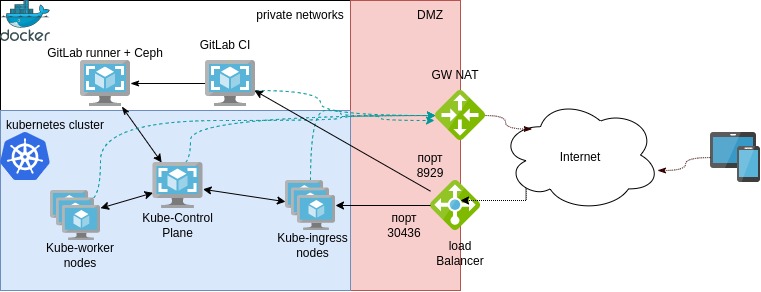 private networks
DMZ
docker
GitLab runner + Ceph
GitLab CI
GW NAT
kubernetes cluster
порт
8929
Internet
Kube-Control
Plane
порт
30436
Kube-worker
nodes
Kube-ingress
nodes
load
Balancer